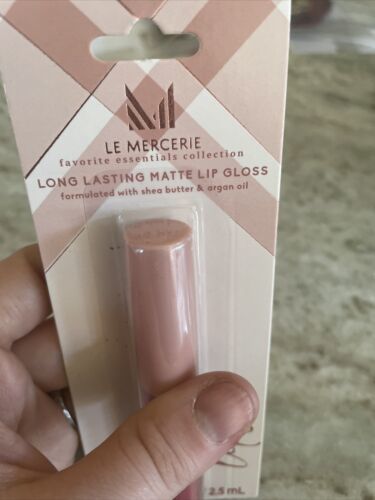 LE MERCERIE
favorite essentials collection
LONG LASTING MATTE LIP GLOSS
formulated with shea butter & argan oil
2.5 mL